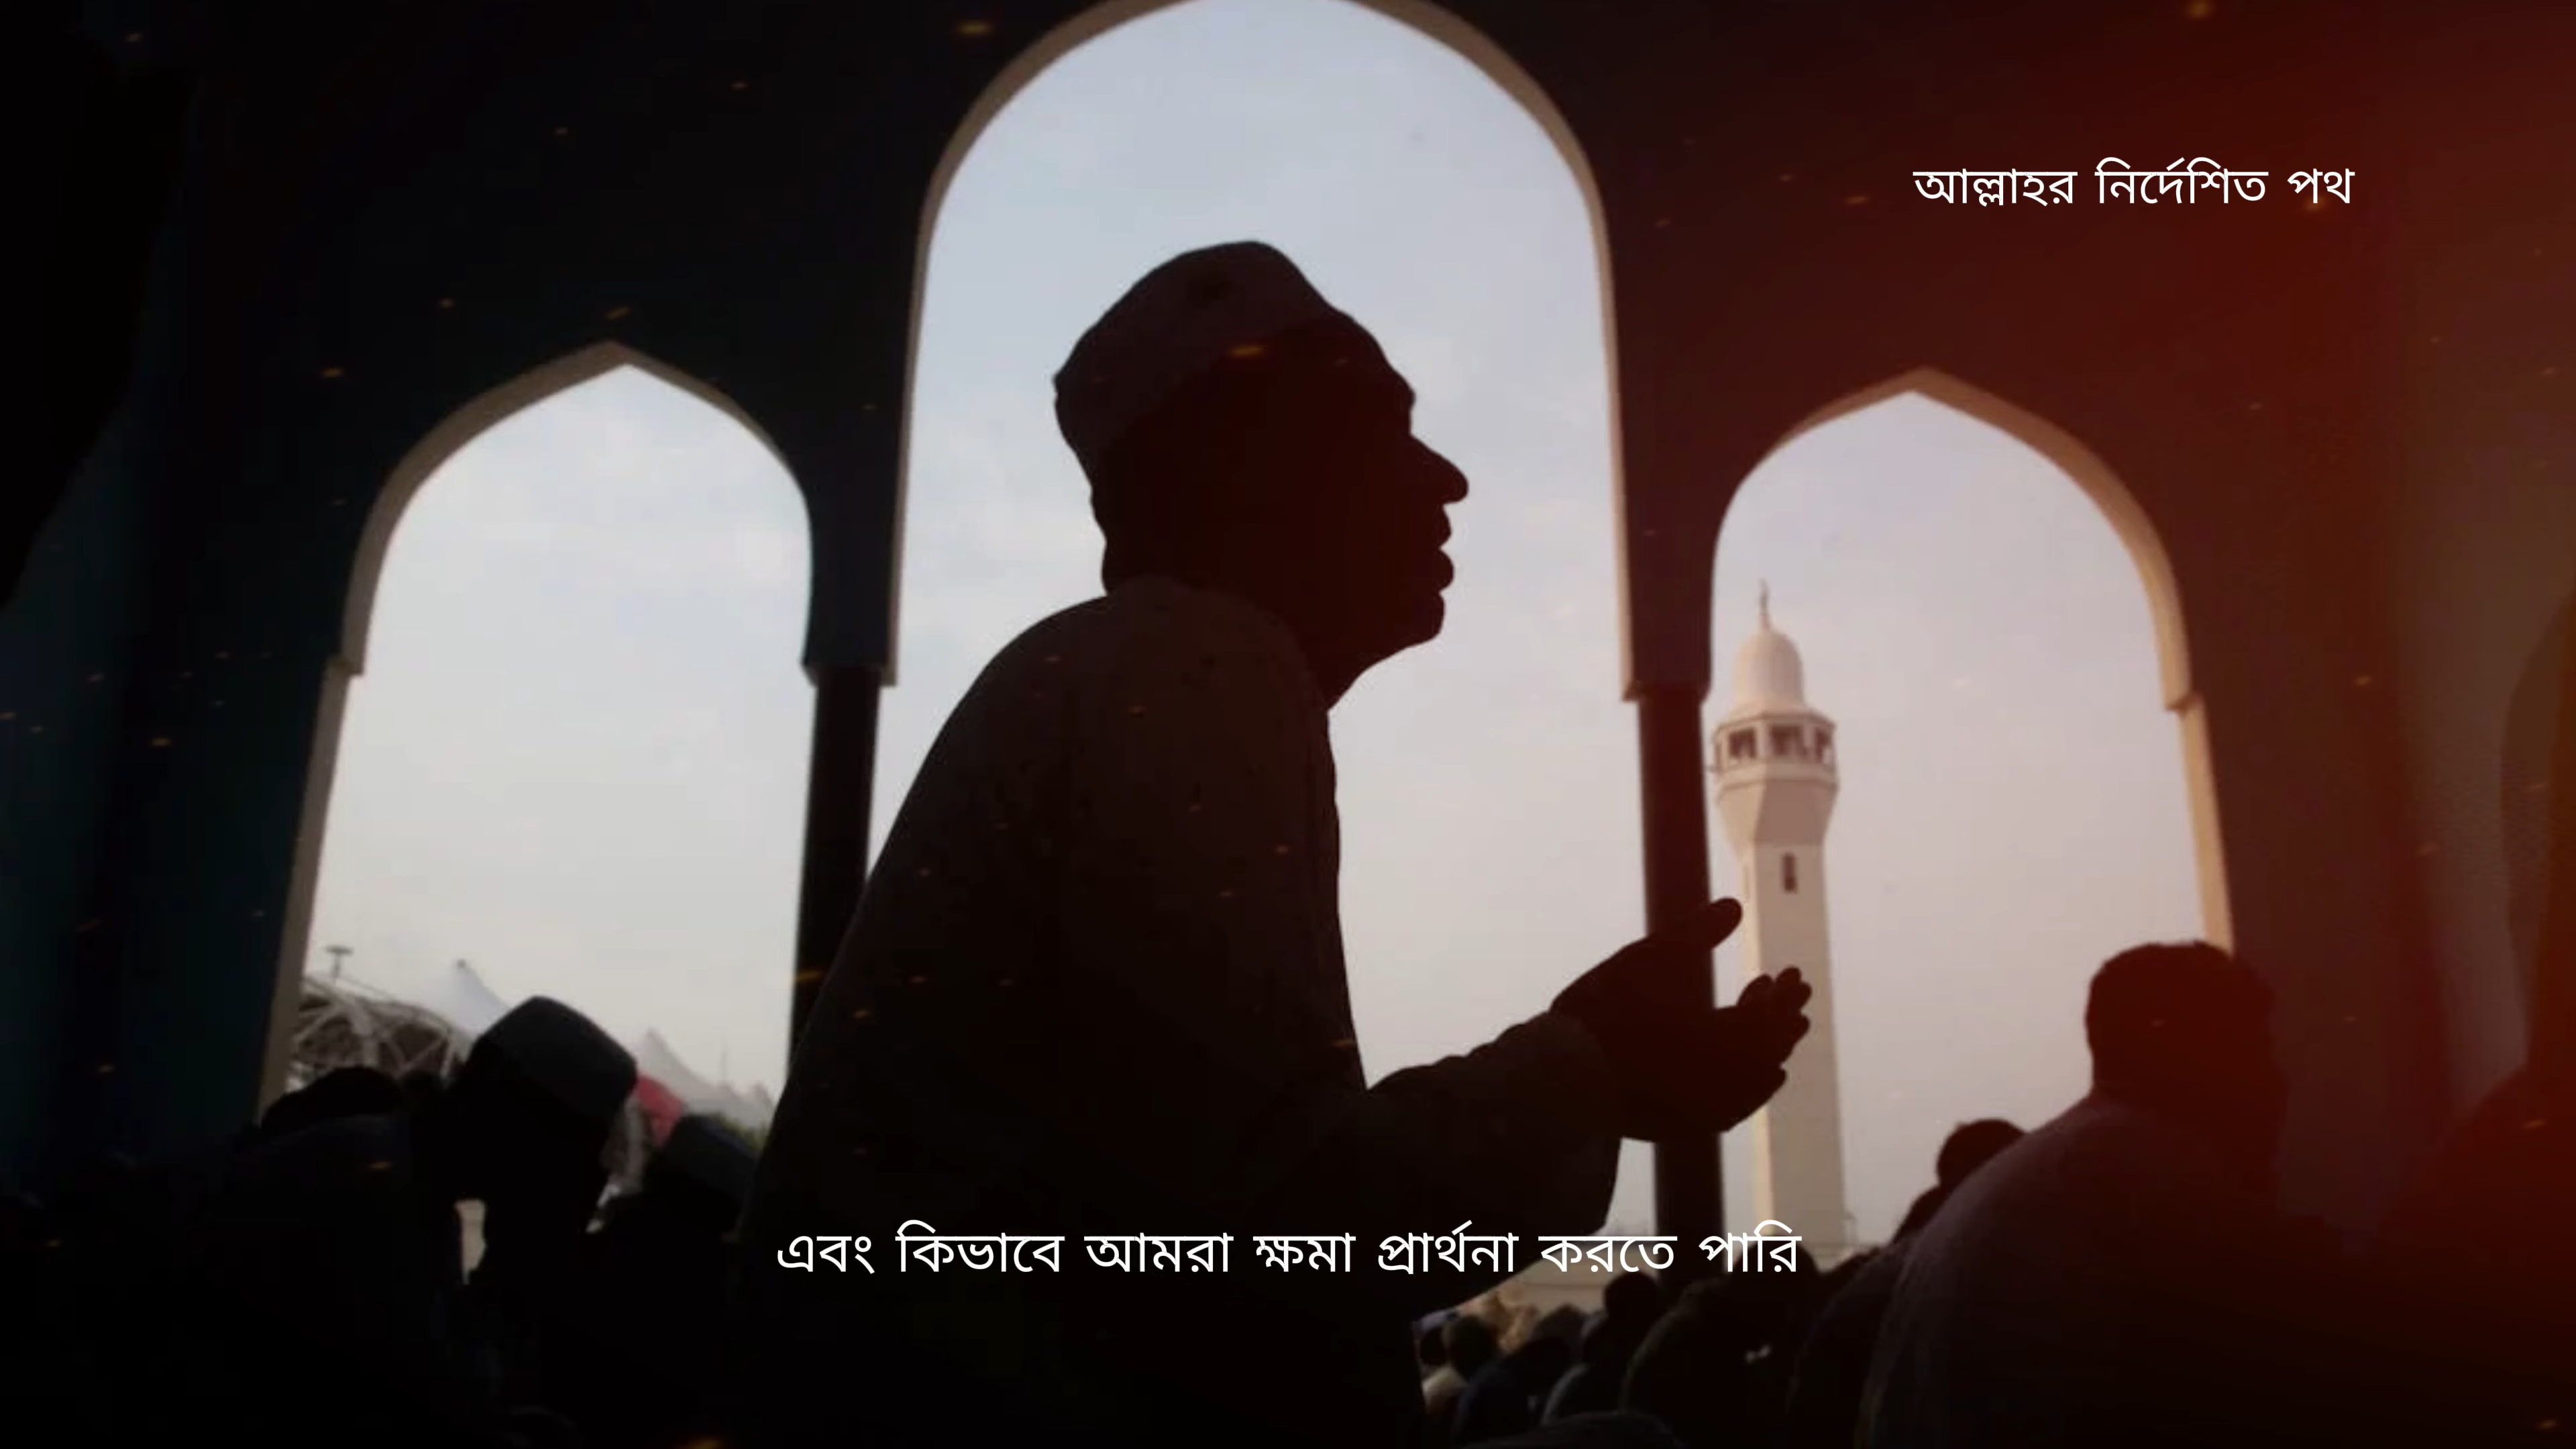 আল্লাহর নির্দেশিত পথ
এবং কিভাবে আমরা ক্ষমা প্রার্থনা করতে পারি